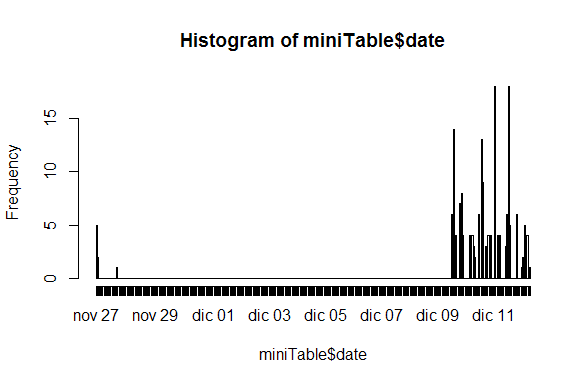 Histogram of miniTable$date
Frequency
15
10
5
0
nov 27 nov 29 dic 01 dic 03 dic 05 dic 07 dic 09 dic 11
miniTable$date